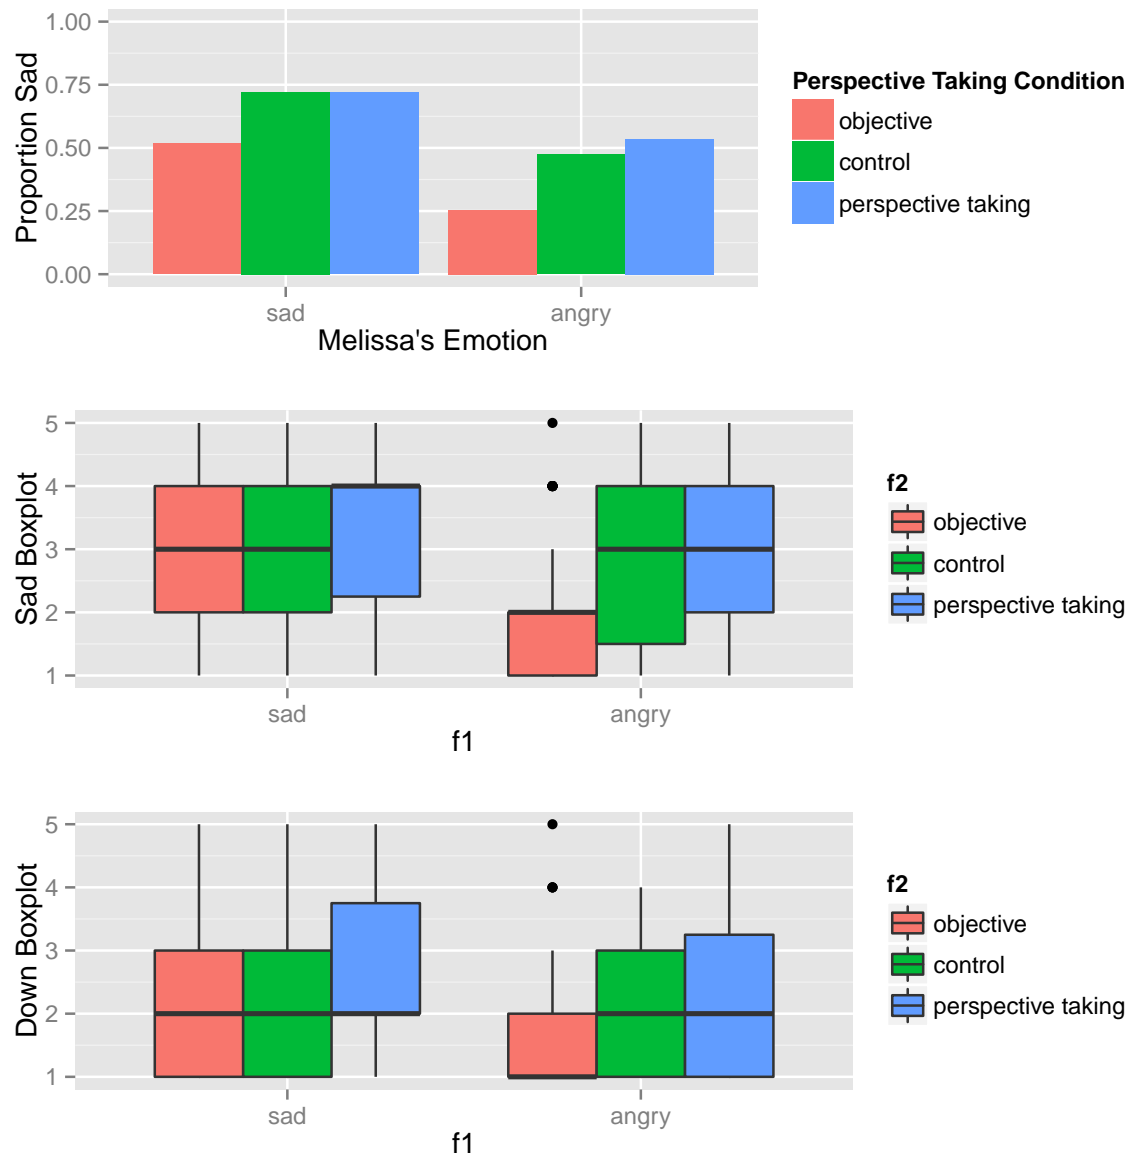 Proportion Sad
1.00
0.75
0.50
0.25
0.00
sad angry
Melissa's Emotion
Perspective Taking Condition
objective
control
perspective taking
Sad Boxplot
5
4
3
2
1
sad angry
f1
f2
objective
control
perspective taking
Down Boxplot
5
4
3
2
1
sad angry
f1
f2
objective
control
perspective taking